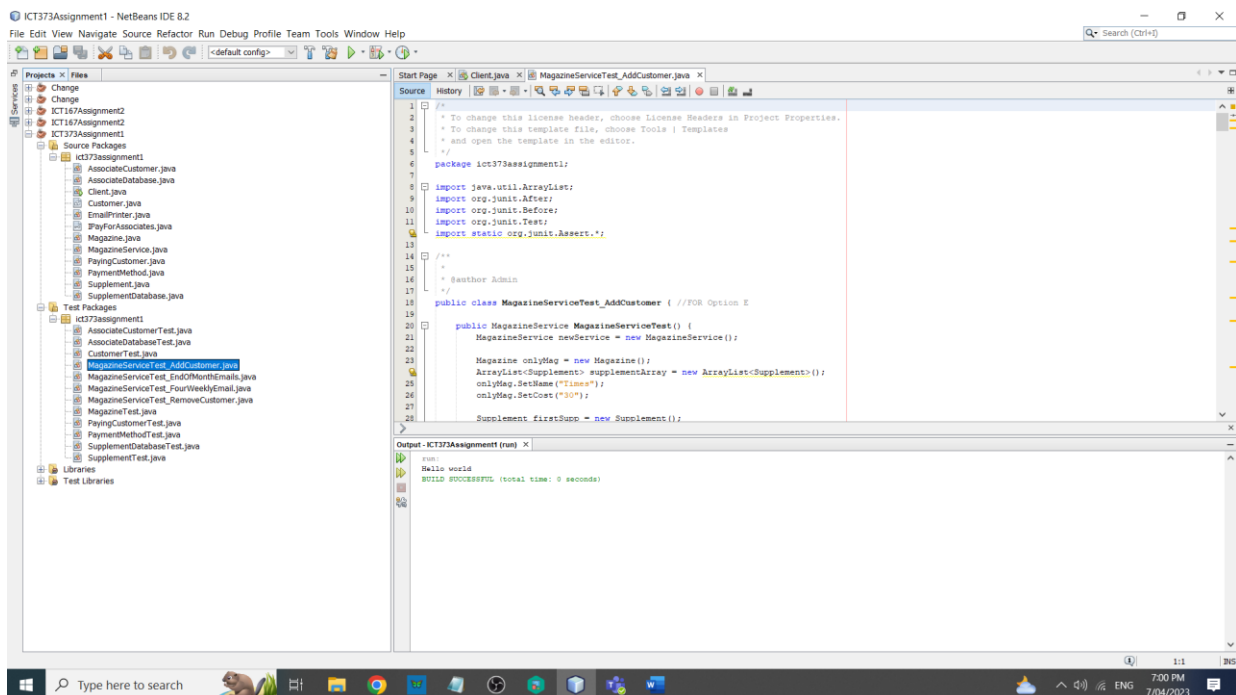 ICT373Assignment1 - NetBeans IDE 8.2
File Edit View Navigate Source Refactor Run Debug Profile Team Tools Window Help
Search (Ctrl+I)
<default config>
Projects Files
Services
Change
Change
ICT167Assignment2
ICT167Assignment2
ICT373Assignment1
Source Packages
ict373assignment1
AssociateCustomer.java
AssociateDatabase.java
Client.java
Customer.java
EmailPrinter.java
IPayForAssociates.java
Magazine.java
MagazineService.java
PayingCustomer.java
PaymentMethod.java
Supplement.java
SupplementDatabase.java
Test Packages
ict373assignment1
AssociateCustomerTest.java
AssociateDatabaseTest.java
CustomerTest.java
MagazineServiceTest_AddCustomer.java
MagazineServiceTest_EndOfMonthEmails.java
MagazineServiceTest_FourWeeklyEmail.java
MagazineServiceTest_RemoveCustomer.java
MagazineTest.java
PayingCustomerTest.java
PaymentMethodTest.java
SupplementDatabaseTest.java
SupplementTest.java
Libraries
Test Libraries
Start Page Client.java MagazineServiceTest_AddCustomer.java
Source History
1 /*
2 * To change this license header, choose License Headers in Project Properties.
3 * To change this template file, choose Tools | Templates
4 * and open the template in the editor.
5 */
6 package ict373assignment1;
7
8 import java.util.ArrayList;
9 import org.junit.After;
10 import org.junit.Before;
11 import org.junit.Test;
import static org.junit.Assert.*;
13
14 /**
15 *
16 * @author Admin
17 */
18 public class MagazineServiceTest_AddCustomer { //FOR Option E
19
20 public MagazineService MagazineServiceTest() {
21 MagazineService newService = new MagazineService();
22
23 Magazine onlyMag = new Magazine();
ArrayList<Supplement> supplementArray = new ArrayList<Supplement>();
25 onlyMag.SetName("Times");
26 onlyMag.SetCost("30");
27
28 Supplement firstSupp = new Supplement();
Output - ICT373Assignment1 (run)
run:
Hello world
BUILD SUCCESSFUL (total time: 0 seconds)
1:1 INS
Type here to search
ENG
7:00 PM
7/04/2023